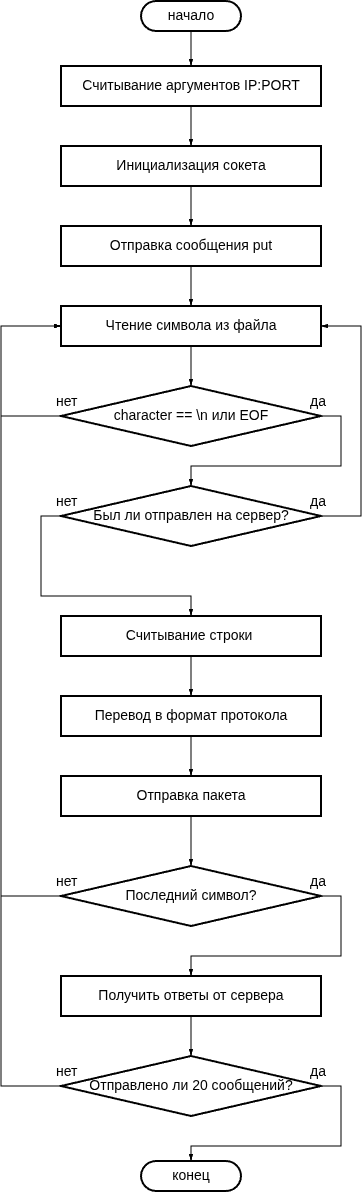 начало
Считывание аргументов IP:PORT
Инициализация сокета
Отправка сообщения put
Чтение символа из файла
нет
да
character == \n или EOF
нет
да
Был ли отправлен на сервер?
Считывание строки
Перевод в формат протокола
Отправка пакета
нет
да
Последний символ?
Получить ответы от сервера
нет
да
Отправлено ли 20 сообщений?
конец